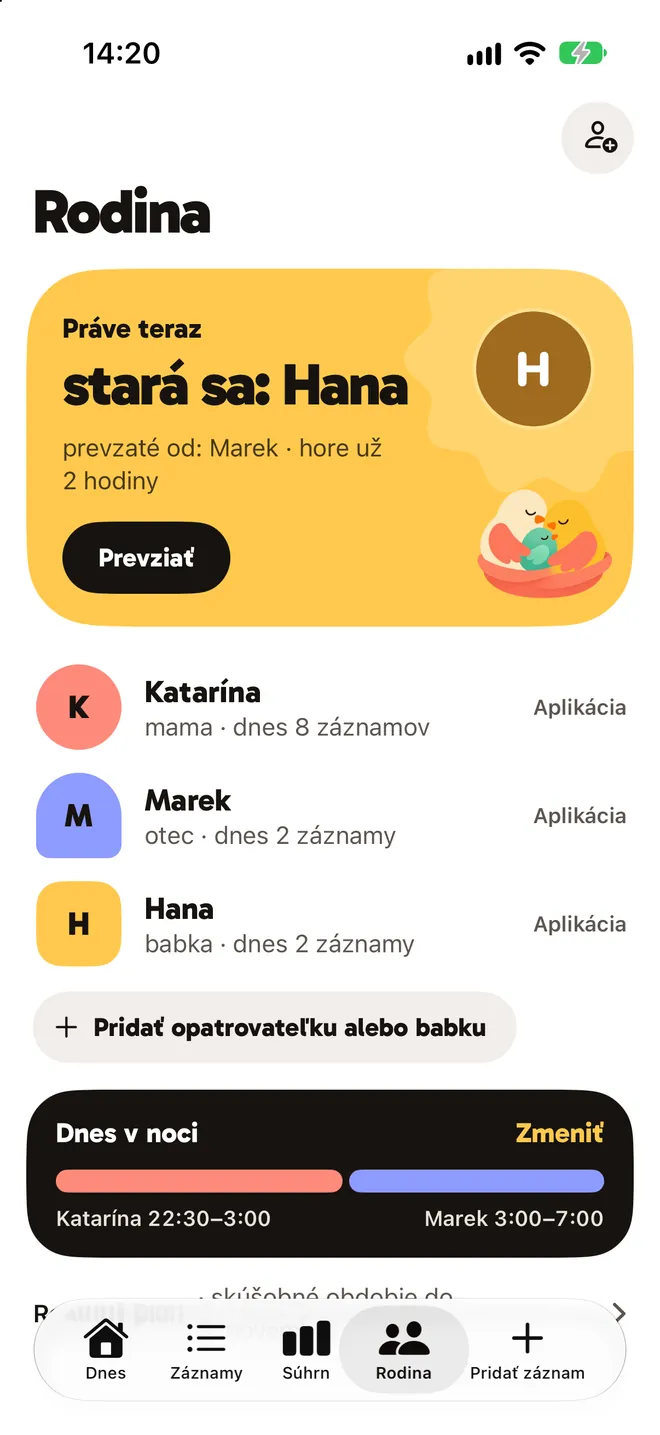 14:20
Rodina
Práve teraz
stará sa: Hana
H
prevzaté od: Marek · hore už
2 hodiny
Prevziať
K
Katarína
mama · dnes 8 záznamov
Aplikácia
M
Marek
otec · dnes 2 záznamy
Aplikácia
H
Hana
babka · dnes 2 záznamy
Aplikácia
+ Pridať opatrovateľku alebo babku
Dnes v noci
Zmeniť
Katarína 22:30–3:00
Marek 3:00–7:00
· skúšobné obdobie do
Dnes
Záznamy
Súhrn
Rodina
Pridať záznam